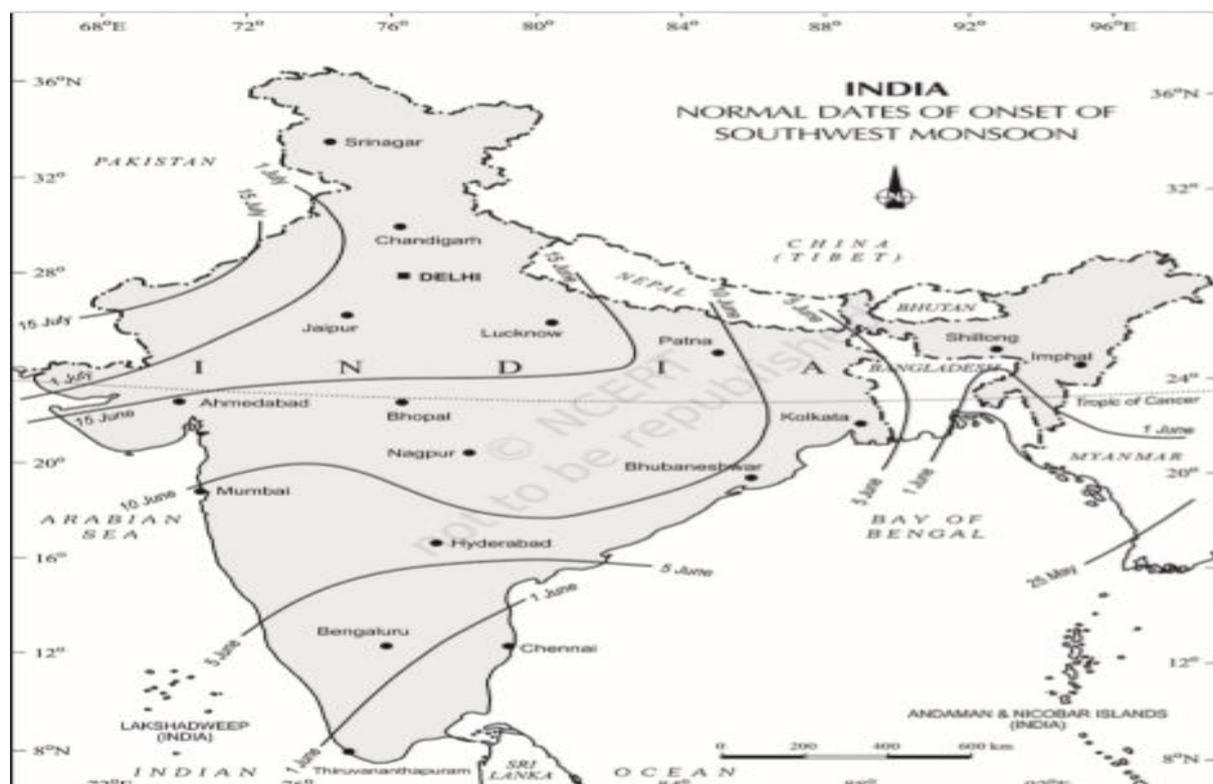 68°E 72° 76° 80° 84° 88° 92° 96°E
36°N
36°N
INDIA
NORMAL DATES OF ONSET OF
SOUTHWEST MONSOON
Srinagar
PAKISTAN
1 July
15 July
32°
32°
N
Chandigarh
CHINA
(TIBET)
28°
28°
DELHI
15 June
NEPAL
10 June
5 June
BHUTAN
15 July
Jaipur
Lucknow
Patna
Shillong
Imphal
I N D I A
BANGLADESH
24°
24°
1 July
15 June
Ahmedabad
Bhopal
Kolkata
Tropic of Cancer
1 June
© NCERT
not to be republished
Nagpur
Bhubaneshwar
MYANMAR
20°
20°
10 June
Mumbai
5 June
1 June
ARABIAN
SEA
BAY OF
BENGAL
Hyderabad
16°
16°
5 June
25 May
1 June
Bengaluru
5 June
Chennai
12°
12°
LAKSHADWEEP
(INDIA)
ANDAMAN & NICOBAR ISLANDS
(INDIA)
8°N
8°N
0 200 400 600 km
1 June
Thiruvananthapuram
SRI
LANKA
INDIAN OCEAN